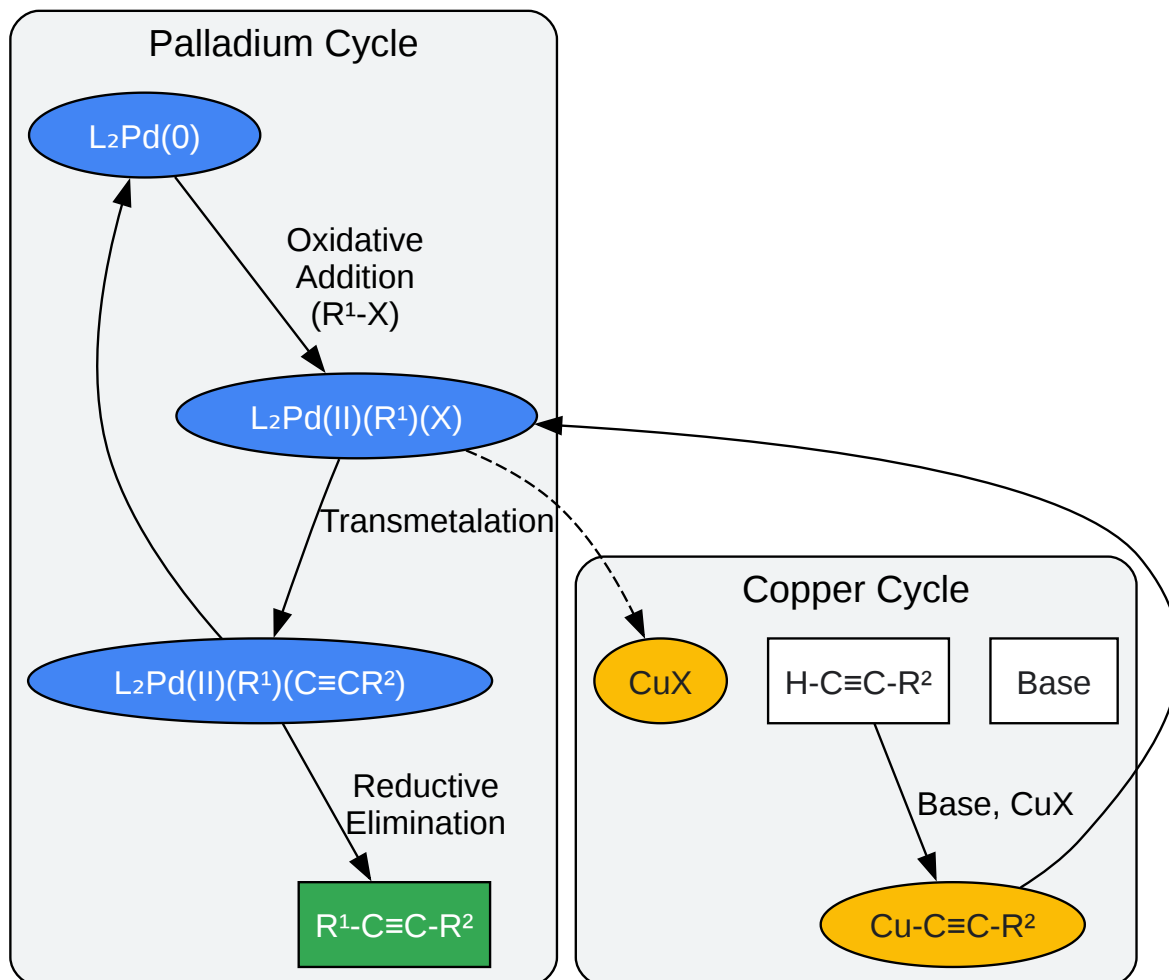 Palladium Cycle
L₂Pd(0)
Oxidative
Addition
(R¹-X)
L₂Pd(II)(R¹)(X)
Transmetalation
L₂Pd(II)(R¹)(C≡CR²)
Reductive
Elimination
R¹-C≡C-R²
Copper Cycle
CuX
H-C≡C-R²
Base
Base, CuX
Cu-C≡C-R²